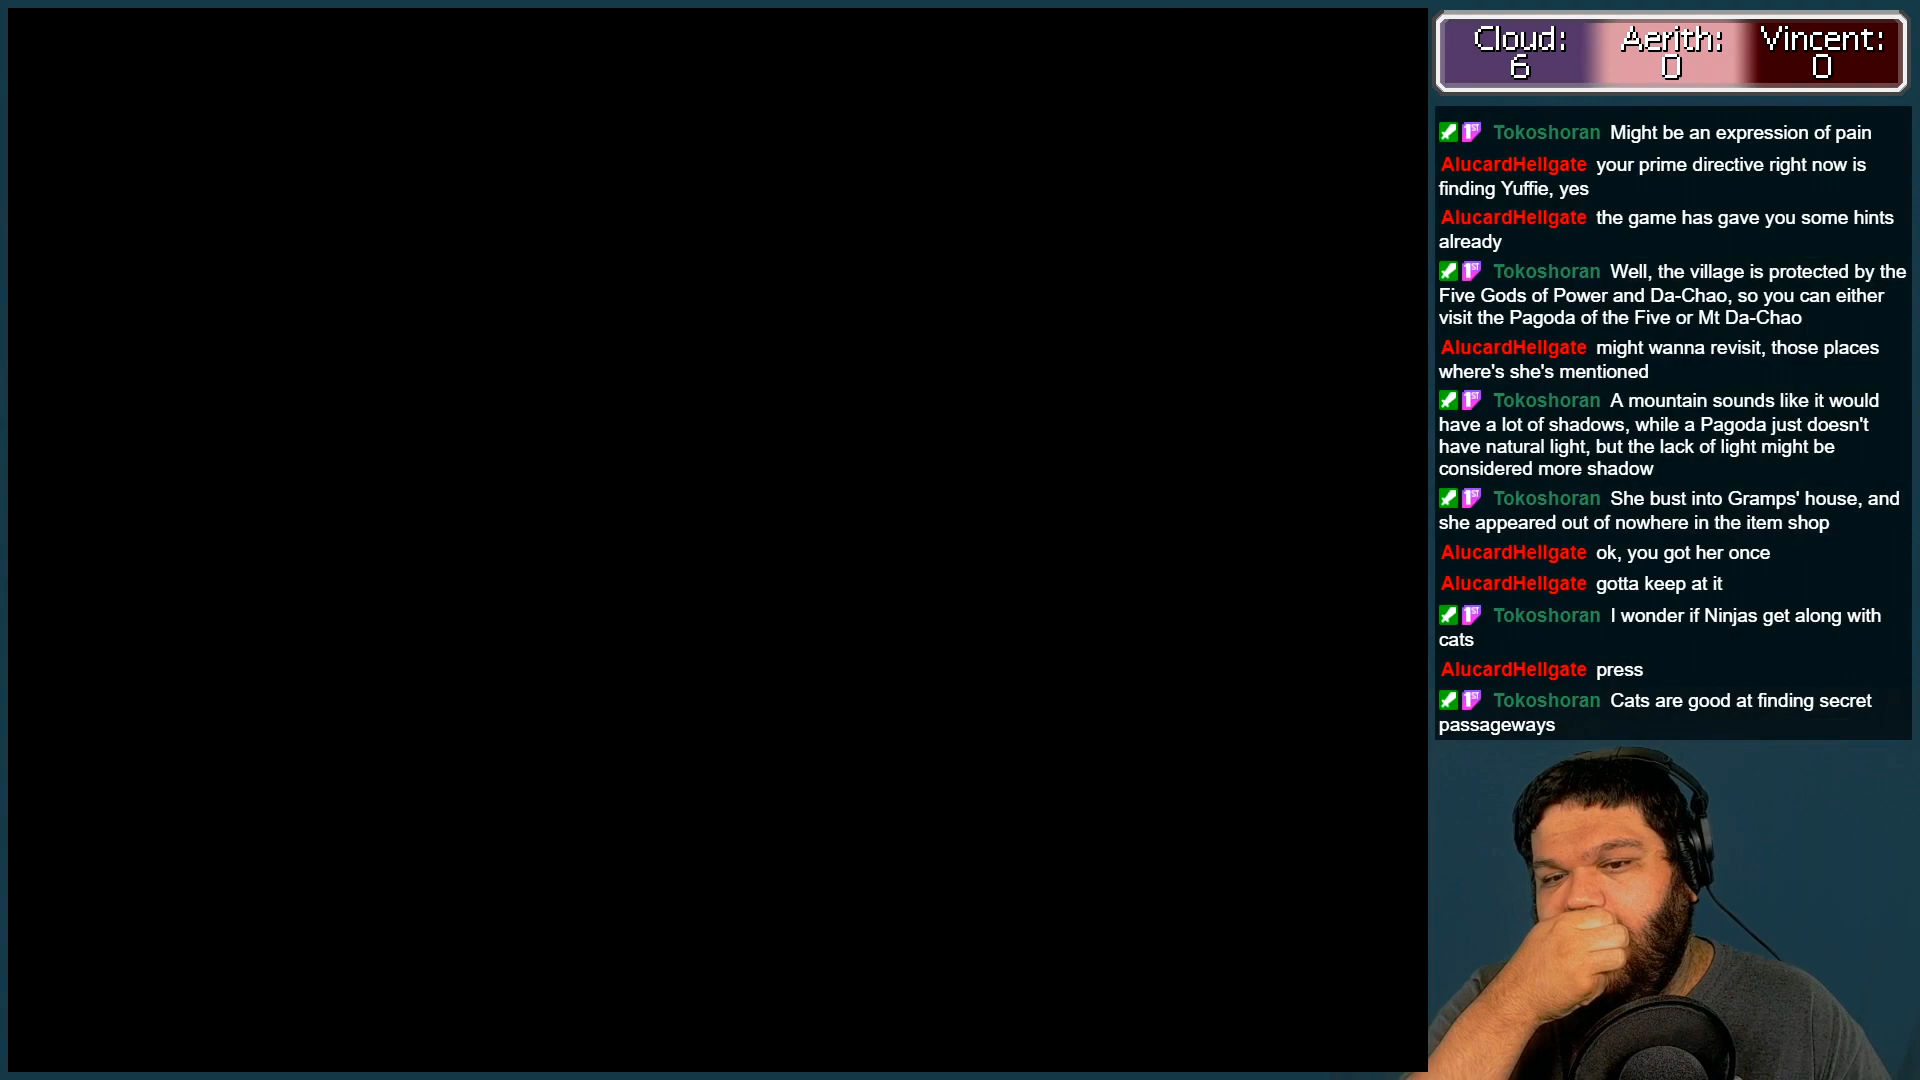 Cloud: Aerith: Vincent:
6 0 0
1ST Tokoshoran Might be an expression of pain
AlucardHellgate your prime directive right now is
finding Yuffie, yes
AlucardHellgate the game has gave you some hints
already
1ST Tokoshoran Well, the village is protected by the
Five Gods of Power and Da-Chao, so you can either
visit the Pagoda of the Five or Mt Da-Chao
AlucardHellgate might wanna revisit, those places
where's she's mentioned
1ST Tokoshoran A mountain sounds like it would
have a lot of shadows, while a Pagoda just doesn't
have natural light, but the lack of light might be
considered more shadow
1ST Tokoshoran She bust into Gramps' house, and
she appeared out of nowhere in the item shop
AlucardHellgate ok, you got her once
AlucardHellgate gotta keep at it
1ST Tokoshoran I wonder if Ninjas get along with
cats
AlucardHellgate press
1ST Tokoshoran Cats are good at finding secret
passageways